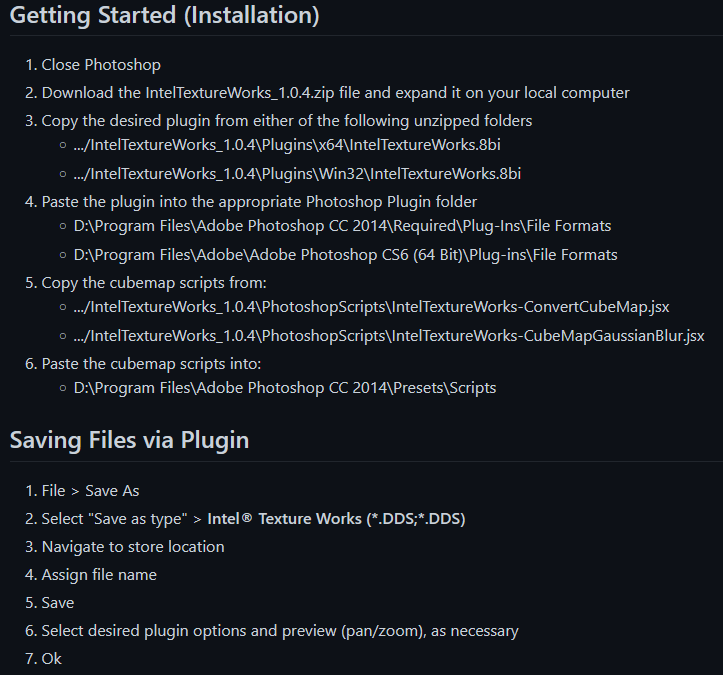 Getting Started (Installation)
1. Close Photoshop
2. Download the IntelTextureWorks_1.0.4.zip file and expand it on your local computer
3. Copy the desired plugin from either of the following unzipped folders
○ .../IntelTextureWorks_1.0.4\Plugins\x64\IntelTextureWorks.8bi
○ .../IntelTextureWorks_1.0.4\Plugins\Win32\IntelTextureWorks.8bi
4. Paste the plugin into the appropriate Photoshop Plugin folder
○ D:\Program Files\Adobe Photoshop CC 2014\Required\Plug-Ins\File Formats
○ D:\Program Files\Adobe\Adobe Photoshop CS6 (64 Bit)\Plug-ins\File Formats
5. Copy the cubemap scripts from:
○ .../IntelTextureWorks_1.0.4\PhotoshopScripts\IntelTextureWorks-ConvertCubeMap.jsx
○ .../IntelTextureWorks_1.0.4\PhotoshopScripts\IntelTextureWorks-CubeMapGaussianBlur.jsx
6. Paste the cubemap scripts into:
○ D:\Program Files\Adobe Photoshop CC 2014\Presets\Scripts
Saving Files via Plugin
1. File > Save As
2. Select "Save as type" > Intel® Texture Works (*.DDS;*.DDS)
3. Navigate to store location
4. Assign file name
5. Save
6. Select desired plugin options and preview (pan/zoom), as necessary
7. Ok